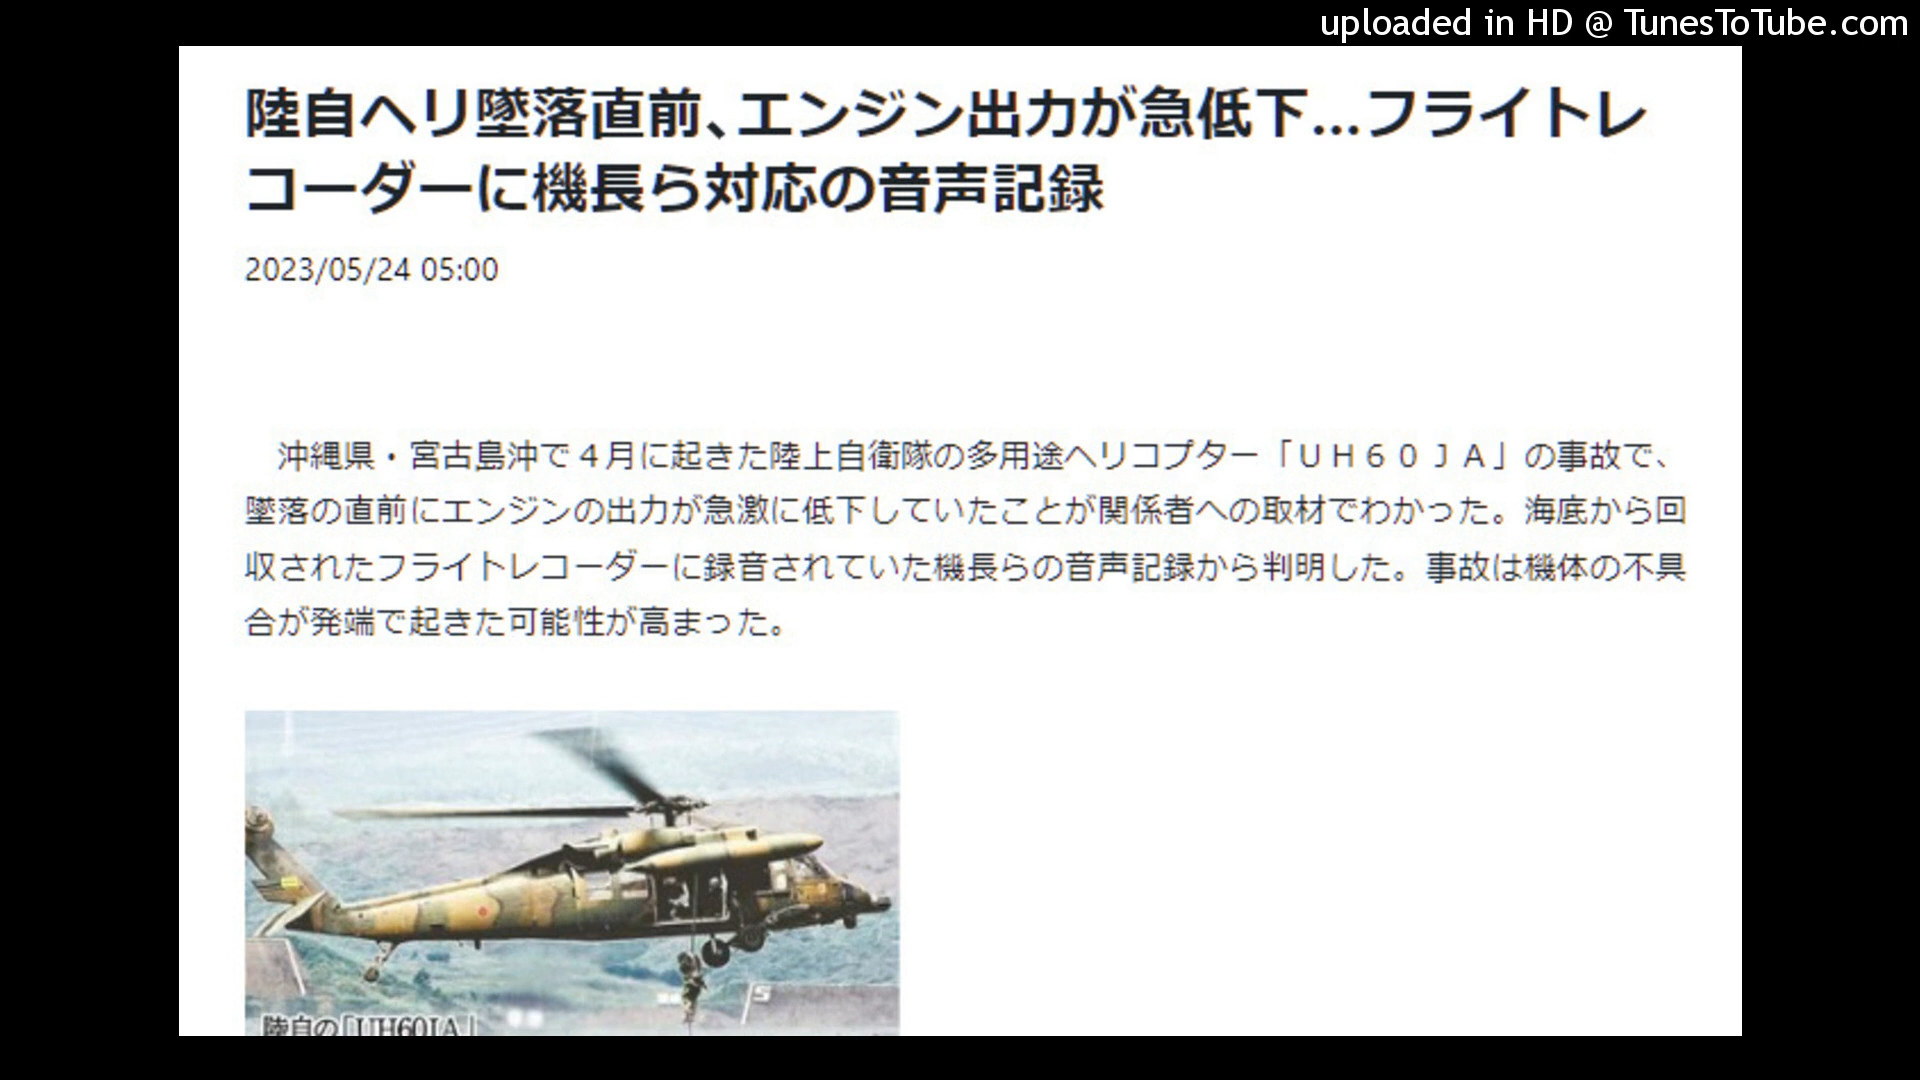 uploaded in HD @ TunesToTube.com
陸自ヘリ墜落直前、エンジン出力が急低下…フライトレ
コーダーに機長ら対応の音声記録
2023/05/24 05:00
沖縄県・宮古島沖で４月に起きた陸上自衛隊の多用途ヘリコプター「ＵＨ６０ＪＡ」の事故で、
墜落の直前にエンジンの出力が急激に低下していたことが関係者への取材でわかった。海底から回
収されたフライトレコーダーに録音されていた機長らの音声記録から判明した。事故は機体の不具
合が発端で起きた可能性が高まった。
陸自の「UH60JA」